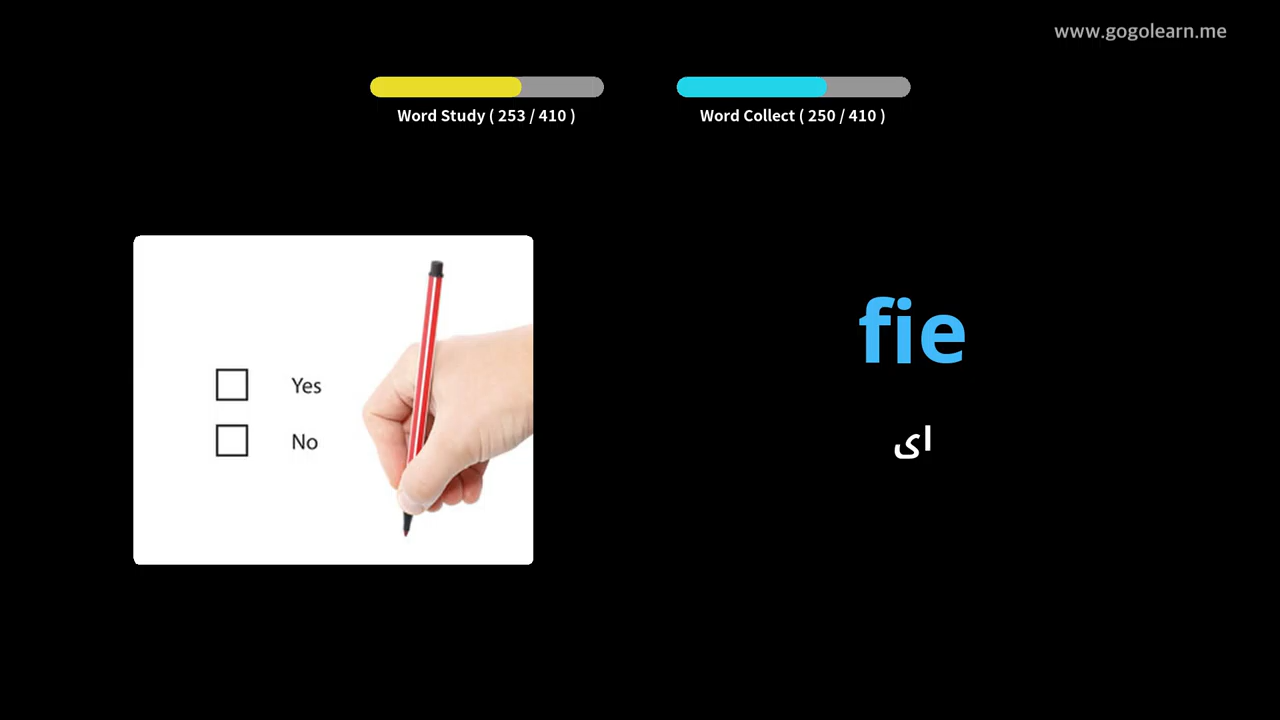 www.gogolearn.me
Word Study ( 253 / 410 )
Word Collect ( 250 / 410 )
Yes
No
fie
ای